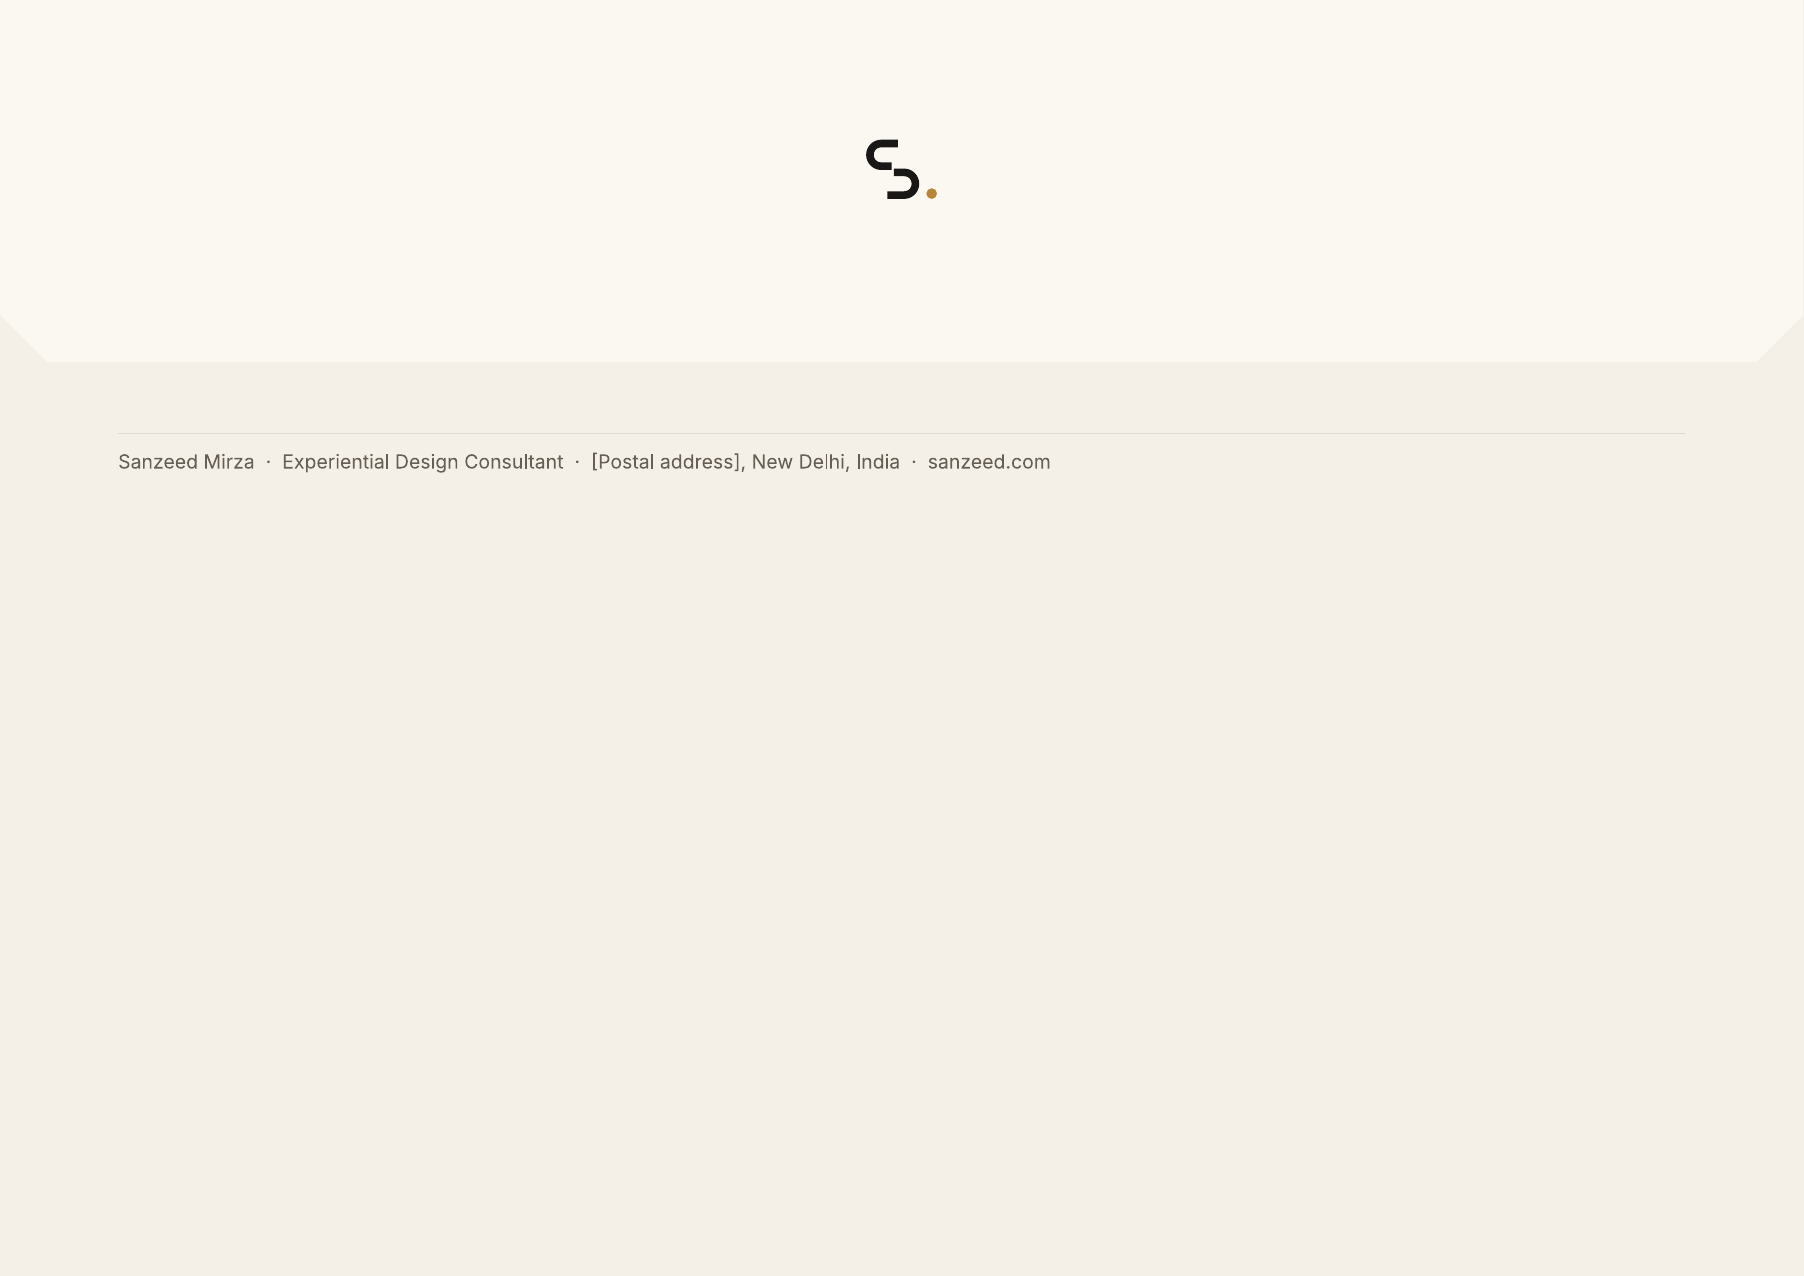 S.
Sanzeed Mirza · Experiential Design Consultant · [Postal address], New Delhi, India · sanzeed.com